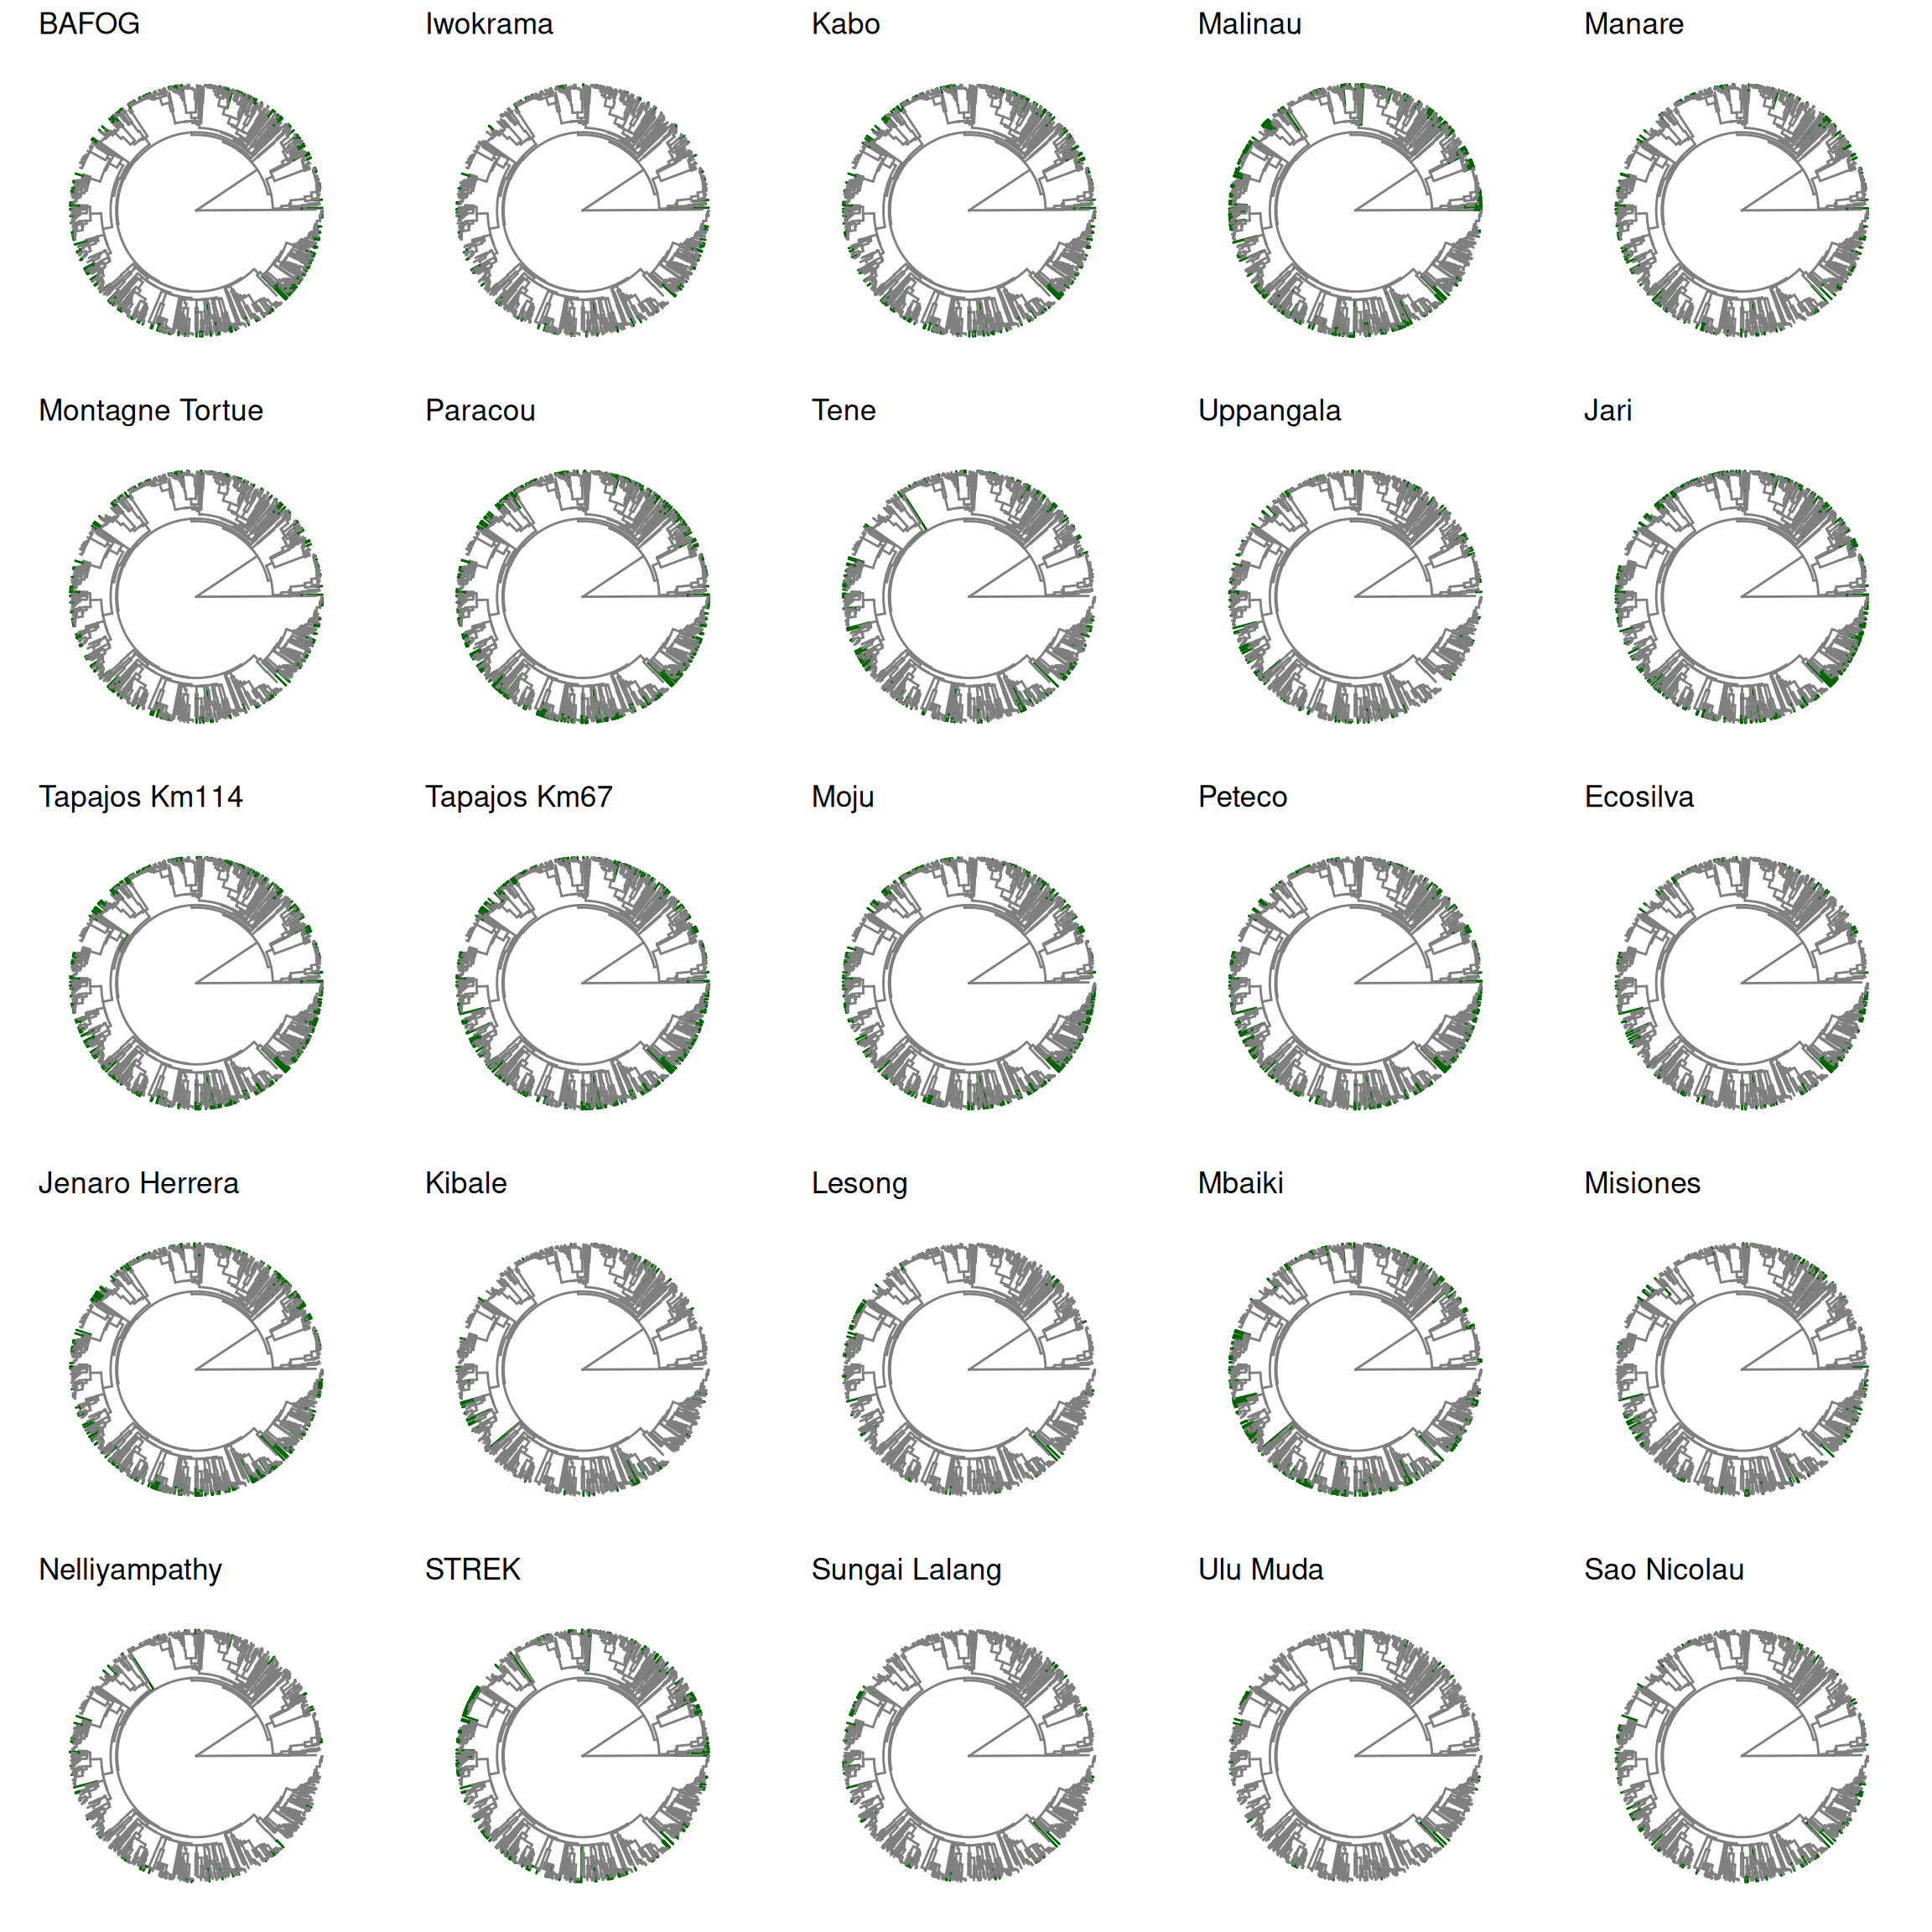 BAFOG
Iwokrama
Kabo
Malinau
Manare
Montagne Tortue
Paracou
Tene
Uppangala
Jari
Tapajos Km114
Tapajos Km67
Moju
Peteco
Ecosilva
Jenaro Herrera
Kibale
Lesong
Mbaiki
Misiones
Nelliyampathy
STREK
Sungai Lalang
Ulu Muda
Sao Nicolau